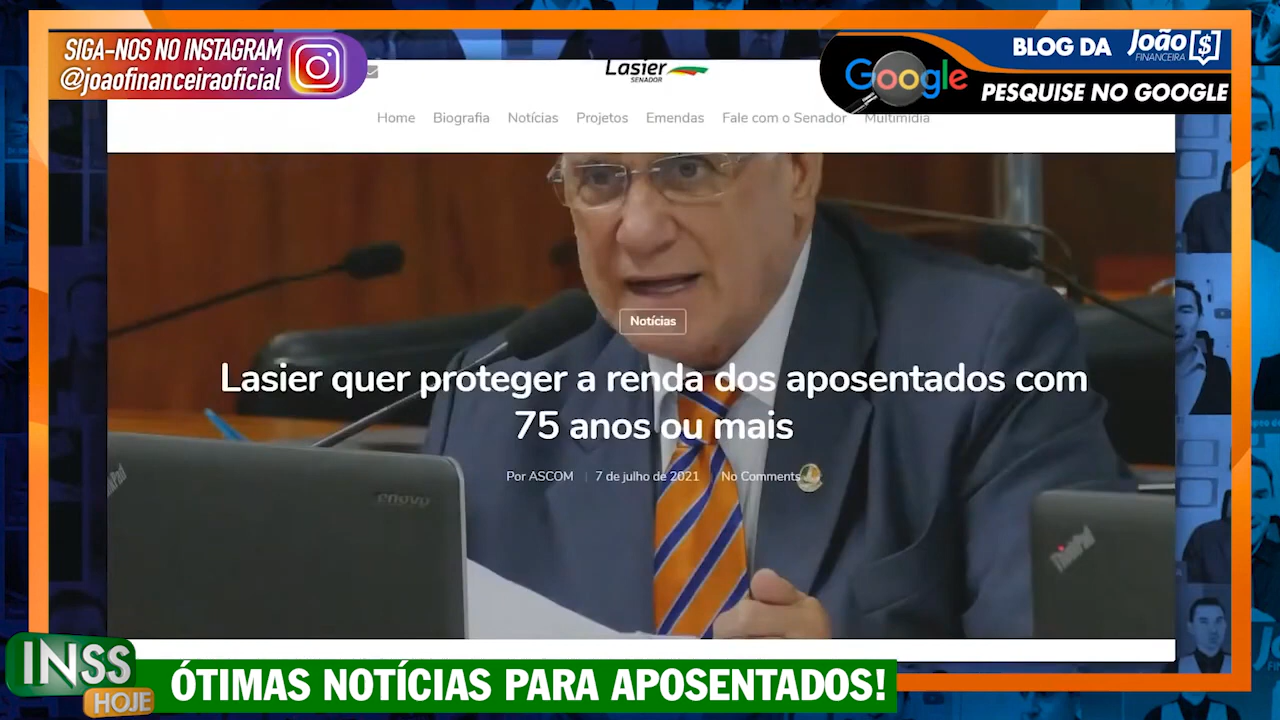 SIGA-NOS NO INSTAGRAM
@joaofinanceiraoficial
BLOG DA João $
FINANCEIRA
Google
PESQUISE NO GOOGLE
Lasier
SENADOR
Home Biografia Notícias Projetos Emendas Fale com o Senador Multimídia
Notícias
Lasier quer proteger a renda dos aposentados com
75 anos ou mais
Por ASCOM 7 de julho de 2021 No Comments
lenovo
ThinkPad
INSS
HOJE
ÓTIMAS NOTÍCIAS PARA APOSENTADOS!